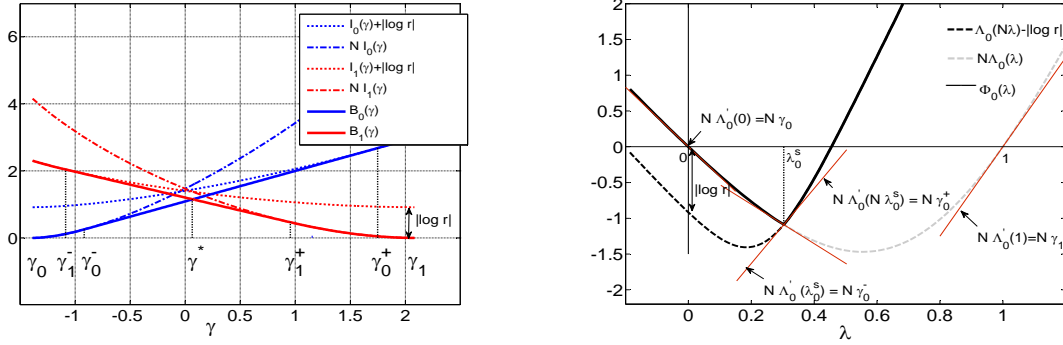 6
4
2
0
I₀(γ)+|log r|
N I₀(γ)
I₁(γ)+|log r|
N I₁(γ)
B₀(γ)
B₁(γ)
|log r|
γ₀ γ₁⁻ γ₀⁻ γ* γ₁⁺ γ₀⁺ γ₁
-1 -0.5 0 0.5 1 1.5 2
γ
2
1.5
1
0.5
0
-0.5
-1
-1.5
-2
Λ₀(Nλ)-|log r|
NΛ₀(λ)
Φ₀(λ)
N Λ₀'(0) =N γ₀
0
λ₀ˢ
1
|log r|
N Λ₀'(N λ₀ˢ) = N γ₀⁺
N Λ₀'(1)=N γ₁
N Λ₀'(λ₀ˢ) = N γ₀⁻
0 0.2 0.4 0.6 0.8 1
λ